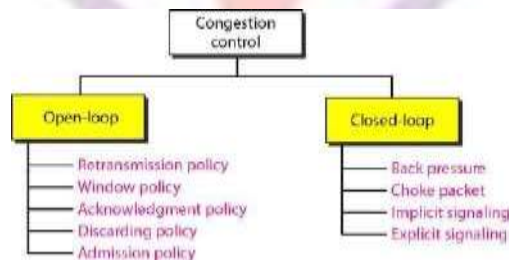 Congestion
control
Open-loop
Closed-loop
Retransmission policy
Window policy
Acknowledgment policy
Discarding policy
Admission policy
Back pressure
Choke packet
Implicit signaling
Explicit signaling